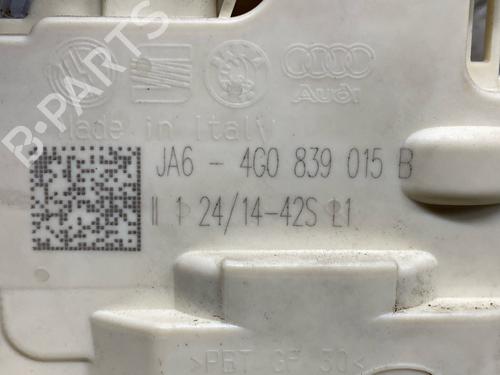 B-PARTS
Audi
Made in Italy
JA6 - 4G0 839 015 B
II 1 24/14-42S L1
>PBT GF 30<